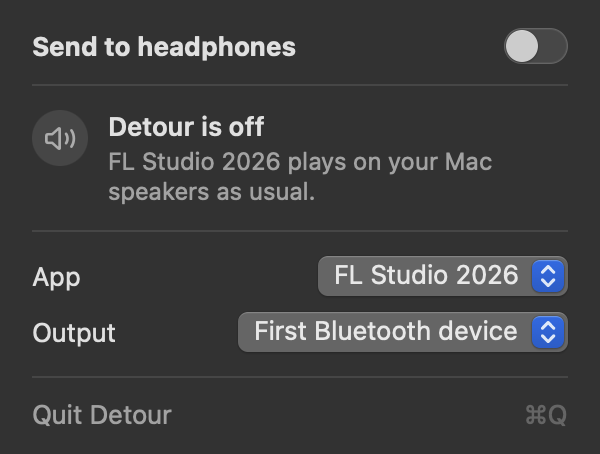 Send to headphones
Detour is off
FL Studio 2026 plays on your Mac
speakers as usual.
App
FL Studio 2026
Output
First Bluetooth device
Quit Detour
⌘Q